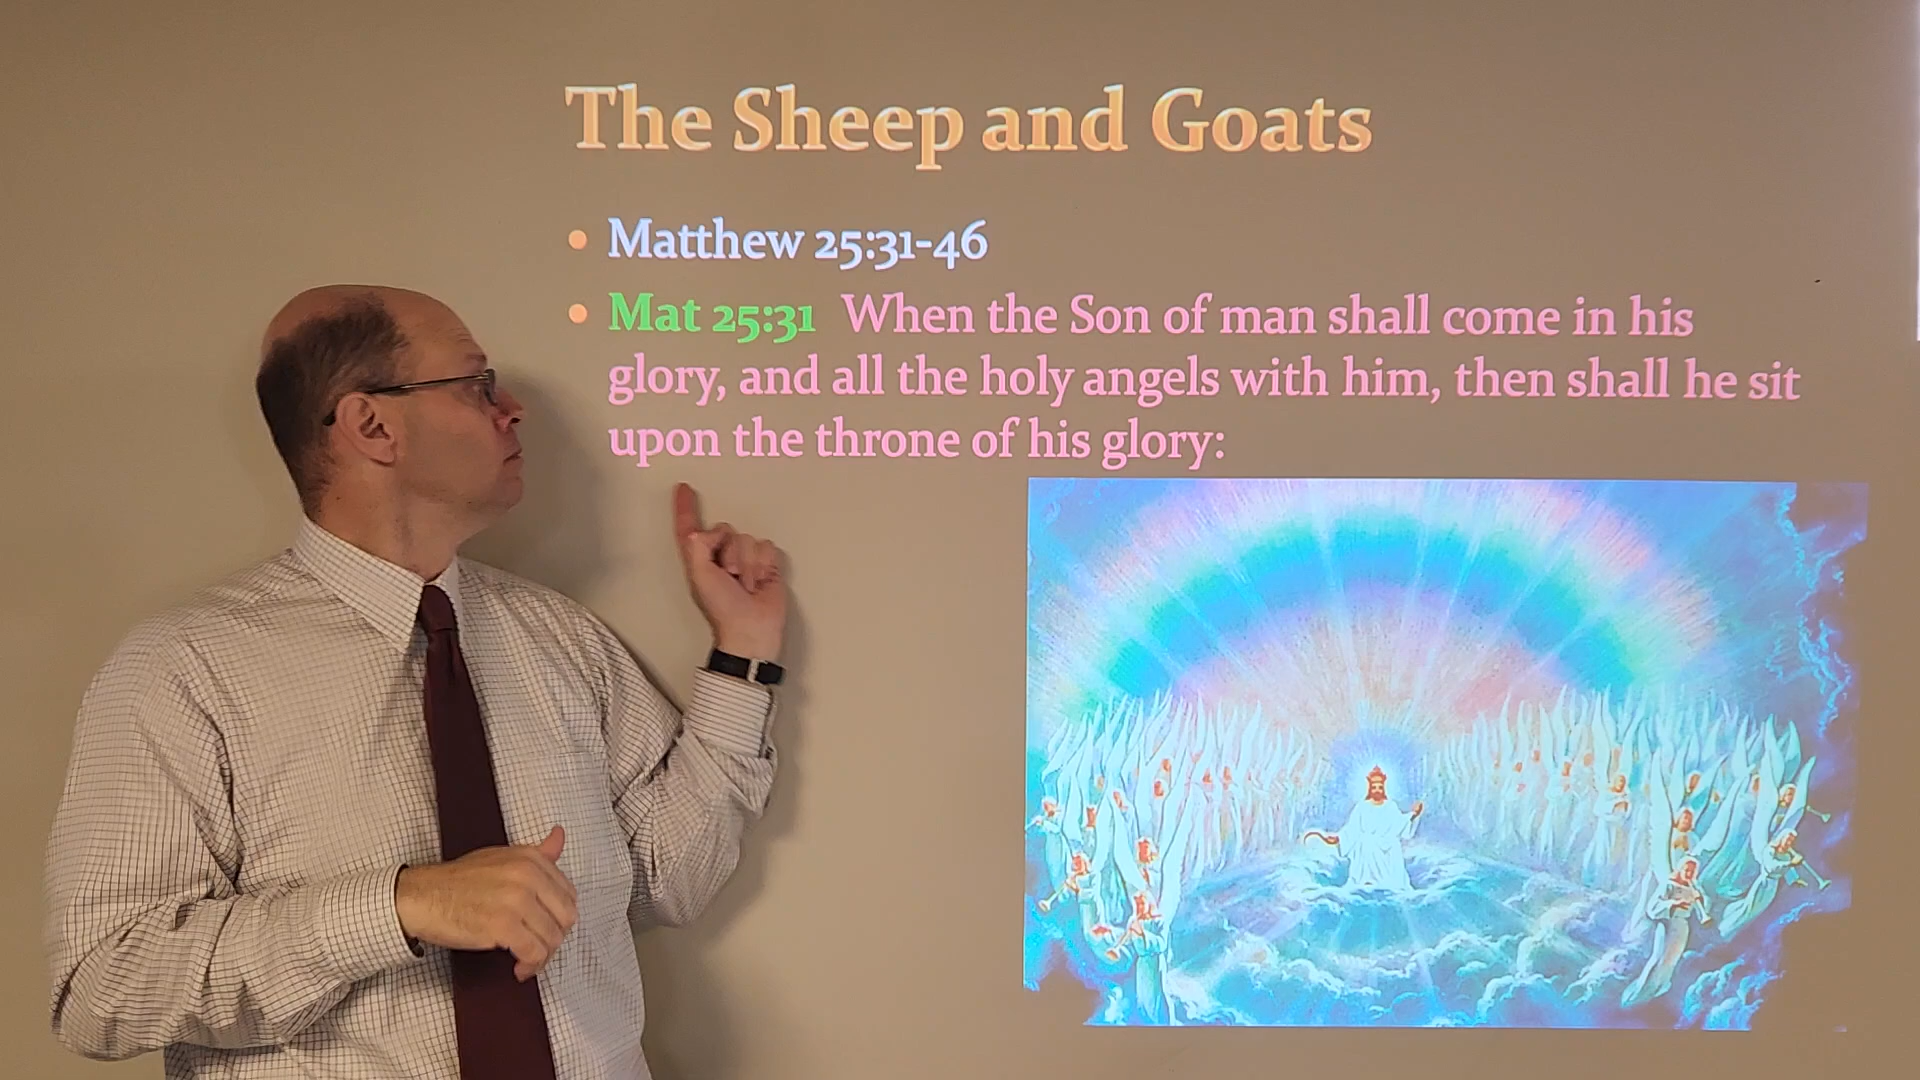 The Sheep and Goats
• Matthew 25:31-46
• Mat 25:31 When the Son of man shall come in his
glory, and all the holy angels with him, then shall he sit
upon the throne of his glory: